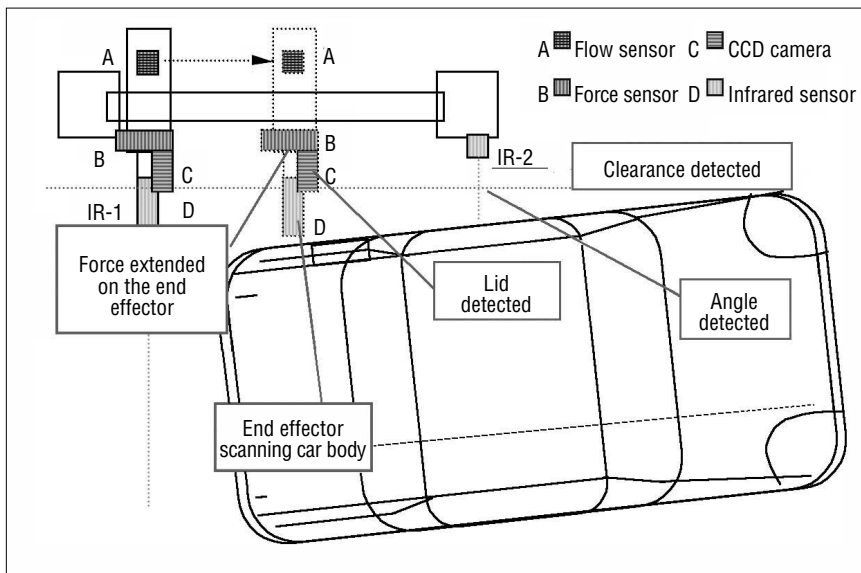 A Flow sensor C CCD camera
B Force sensor D Infrared sensor
A
A
B
B
IR-2
Clearance detected
C
C
IR-1
D
D
Force extended
on the end
effector
Lid
detected
Angle
detected
End effector
scanning car body